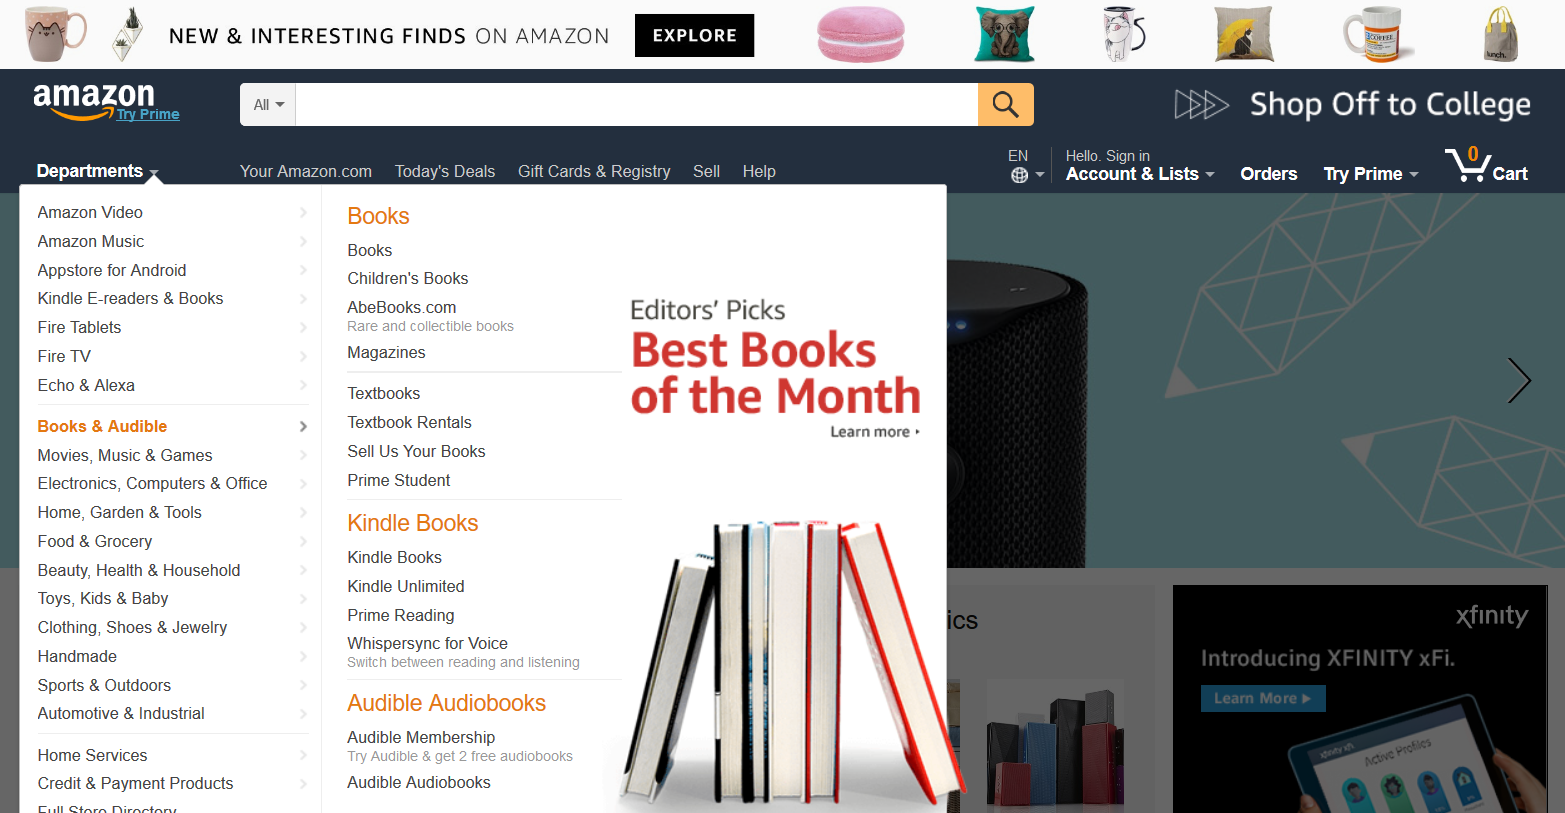 NEW & INTERESTING FINDS ON AMAZON
EXPLORE
COFFEE
lunch.
amazon
Try Prime
All
Shop Off to College
Departments
Your Amazon.com
Today's Deals
Gift Cards & Registry
Sell
Help
EN
Hello. Sign in
Account & Lists
Orders
Try Prime
0
Cart
Amazon Video
Amazon Music
Appstore for Android
Kindle E-readers & Books
Fire Tablets
Fire TV
Echo & Alexa
Books & Audible
Movies, Music & Games
Electronics, Computers & Office
Home, Garden & Tools
Food & Grocery
Beauty, Health & Household
Toys, Kids & Baby
Clothing, Shoes & Jewelry
Handmade
Sports & Outdoors
Automotive & Industrial
Home Services
Credit & Payment Products
Full Store Directory
Books
Books
Children's Books
AbeBooks.com
Rare and collectible books
Magazines
Textbooks
Textbook Rentals
Sell Us Your Books
Prime Student
Kindle Books
Kindle Books
Kindle Unlimited
Prime Reading
Whispersync for Voice
Switch between reading and listening
Audible Audiobooks
Audible Membership
Try Audible & get 2 free audiobooks
Audible Audiobooks
Editors' Picks
Best Books
of the Month
Learn more
ics
xfinity
Introducing XFINITY xFi.
Learn More
xfinity xfi
Active Profiles